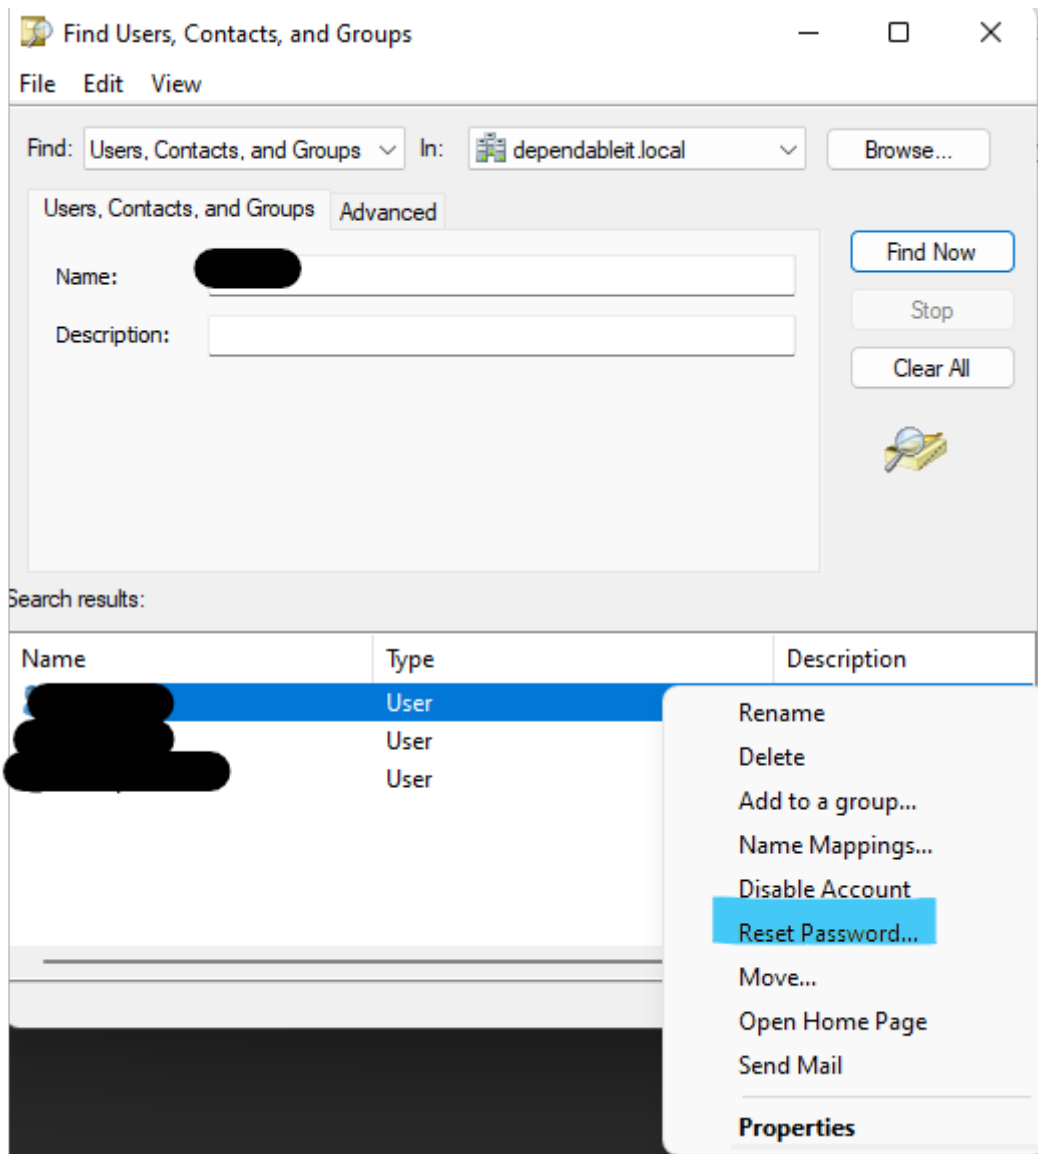 Find Users, Contacts, and Groups
File Edit View
Find: Users, Contacts, and Groups In: dependableit.local Browse...
Users, Contacts, and Groups Advanced
Find Now
Name:
Stop
Description:
Clear All
Search results:
Name Type Description
User
User
User
Rename
Delete
Add to a group...
Name Mappings...
Disable Account
Reset Password...
Move...
Open Home Page
Send Mail
Properties